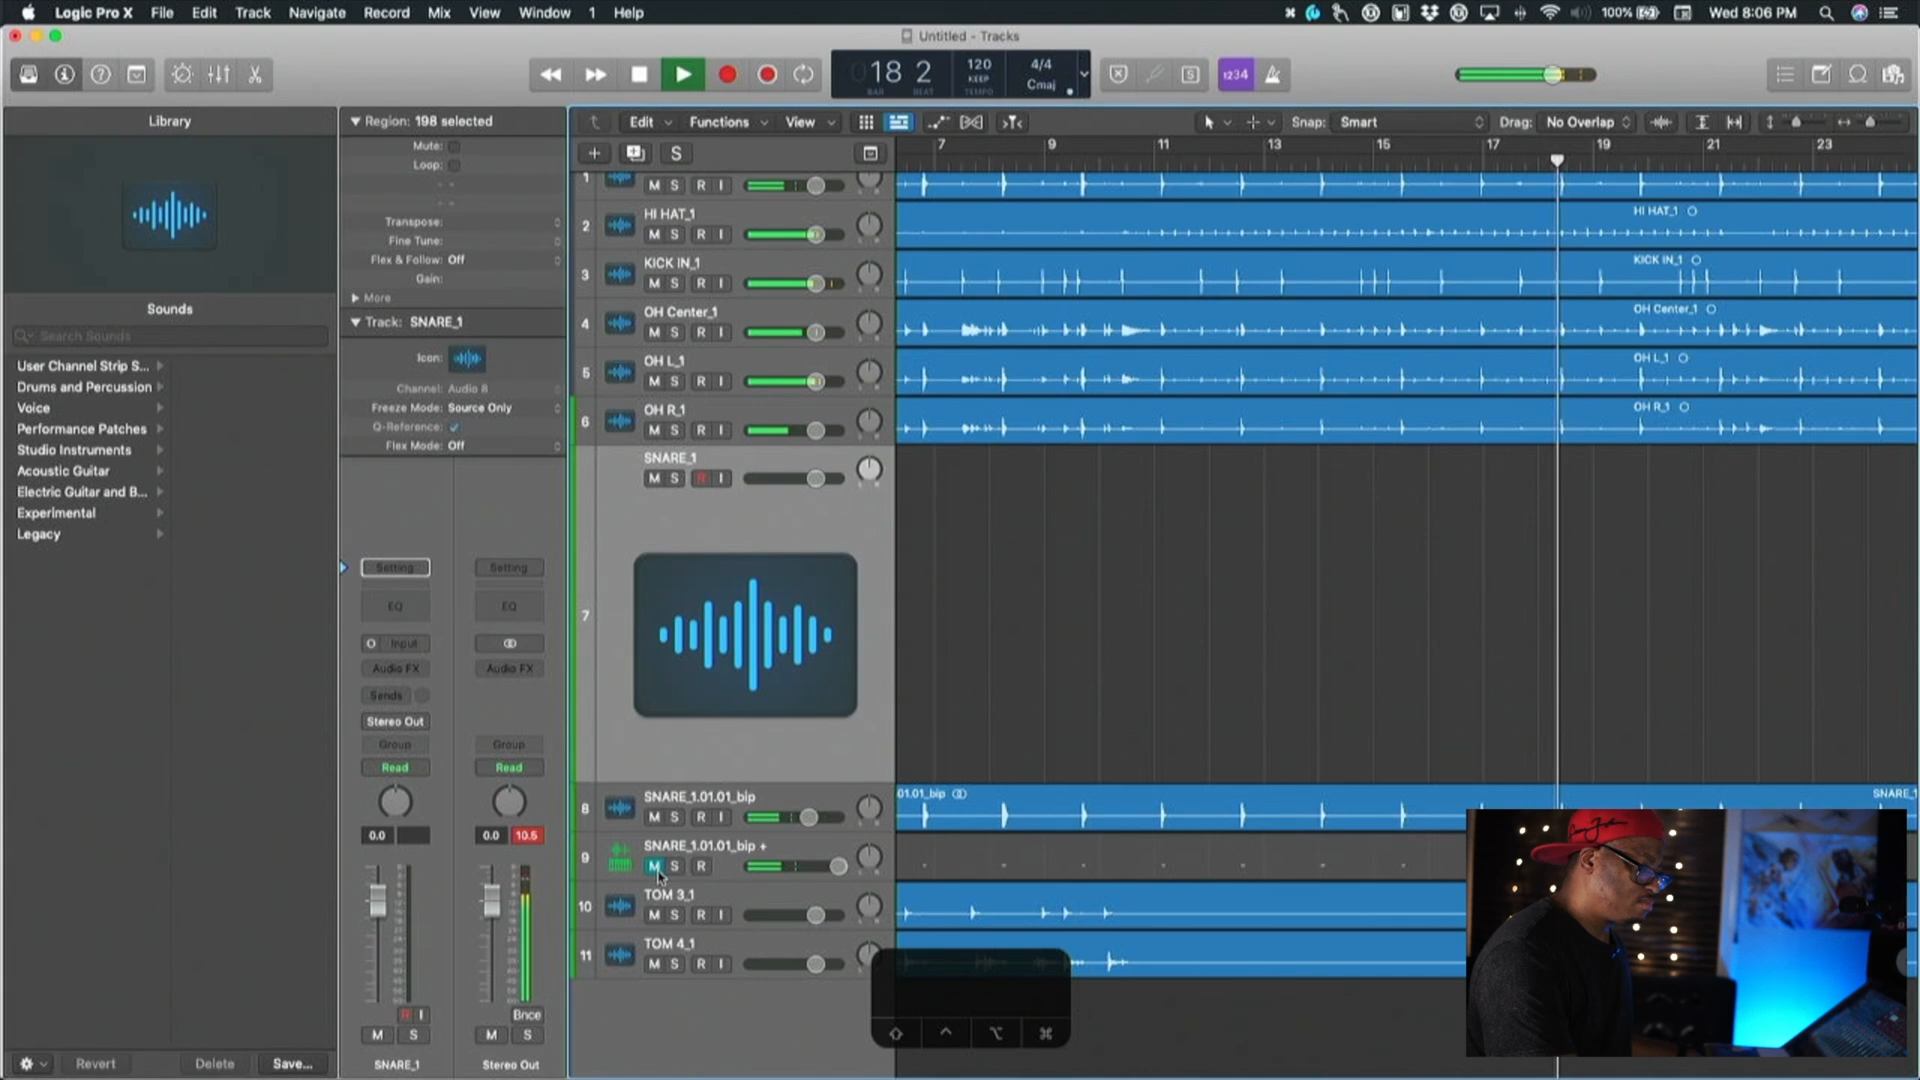 Logic Pro X File Edit Track Navigate Record Mix View Window 1 Help
100% Wed 8:06 PM
Untitled - Tracks
18 2 120 4/4
KEEP
BAR BEAT TEMPO Cmaj
1234
Library
Region: 198 selected
Edit Functions View
Snap: Smart Drag: No Overlap
Mute:
Loop:
Transpose:
Fine Tune:
Flex & Follow: Off
Gain:
More
S
7 9 11 13 15 17 19 21 23
1 M S R I
2 HI HAT_1
M S R I
HI HAT_1
3 KICK IN_1
M S R I
KICK IN_1
4 OH Center_1
M S R I
OH Center_1
5 OH L_1
M S R I
OH L_1
6 OH R_1
M S R I
OH R_1
7 SNARE_1
M S R I
8 SNARE_1.01.01_bip
M S R I
01.01_bip
SNARE_1
9 SNARE_1.01.01_bip +
M S R
10 TOM 3_1
M S R I
11 TOM 4_1
M S R I
Sounds
Search Sounds
User Channel Strip S...
Drums and Percussion
Voice
Performance Patches
Studio Instruments
Acoustic Guitar
Electric Guitar and B...
Experimental
Legacy
Track: SNARE_1
Icon:
Channel: Audio 8
Freeze Mode: Source Only
Q-Reference:
Flex Mode: Off
Setting Setting
EQ EQ
Input
Audio FX Audio FX
Sends
Stereo Out
Group Group
Read Read
0.0 0.0 10.5
R I Bnce
M S M S
SNARE_1 Stereo Out
Revert Delete Save...